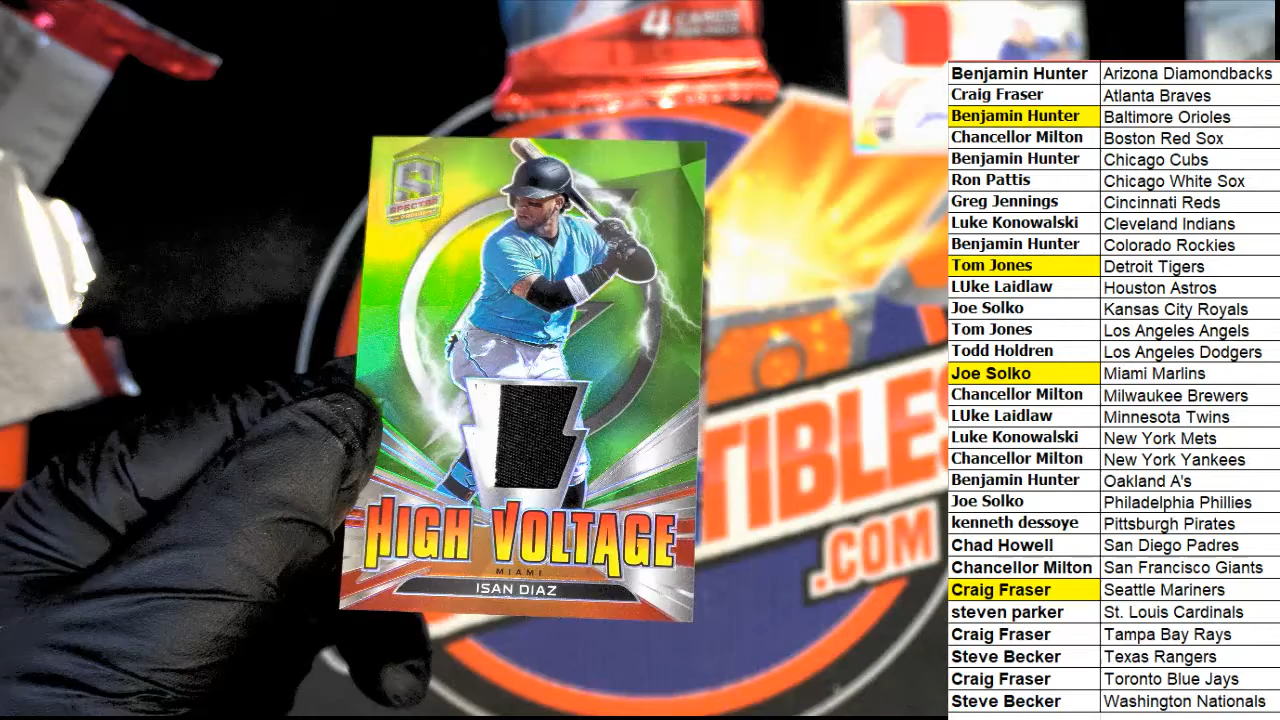 4 CARDS
SPECTRA
HIGH VOLTAGE
MIAMI
ISAN DIAZ
TIBLES
.COM
Benjamin Hunter Arizona Diamondbacks
Craig Fraser Atlanta Braves
Benjamin Hunter Baltimore Orioles
Chancellor Milton Boston Red Sox
Benjamin Hunter Chicago Cubs
Ron Pattis Chicago White Sox
Greg Jennings Cincinnati Reds
Luke Konowalski Cleveland Indians
Benjamin Hunter Colorado Rockies
Tom Jones Detroit Tigers
LUke Laidlaw Houston Astros
Joe Solko Kansas City Royals
Tom Jones Los Angeles Angels
Todd Holdren Los Angeles Dodgers
Joe Solko Miami Marlins
Chancellor Milton Milwaukee Brewers
LUke Laidlaw Minnesota Twins
Luke Konowalski New York Mets
Chancellor Milton New York Yankees
Benjamin Hunter Oakland A's
Joe Solko Philadelphia Phillies
kenneth dessoye Pittsburgh Pirates
Chad Howell San Diego Padres
Chancellor Milton San Francisco Giants
Craig Fraser Seattle Mariners
steven parker St. Louis Cardinals
Craig Fraser Tampa Bay Rays
Steve Becker Texas Rangers
Craig Fraser Toronto Blue Jays
Steve Becker Washington Nationals